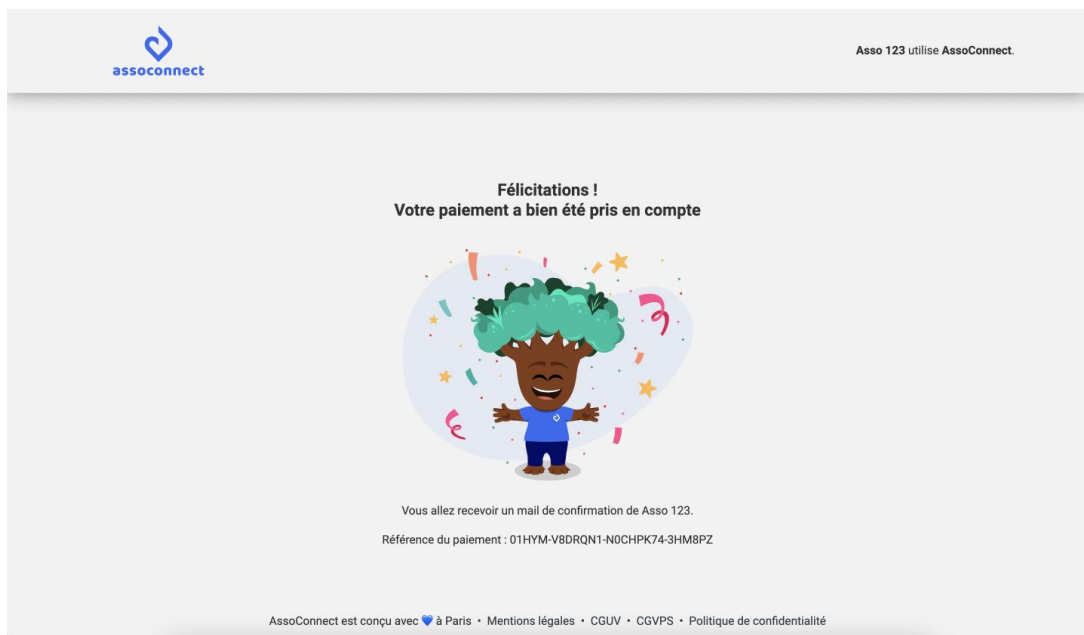 assoconnect
Asso 123 utilise AssoConnect.
Félicitations !
Votre paiement a bien été pris en compte
Vous allez recevoir un mail de confirmation de Asso 123.
Référence du paiement : 01HYM-V8DRQN1-N0CHPK74-3HM8PZ
AssoConnect est conçu avec 💙 à Paris • Mentions légales • CGUV • CGVPS • Politique de confidentialité